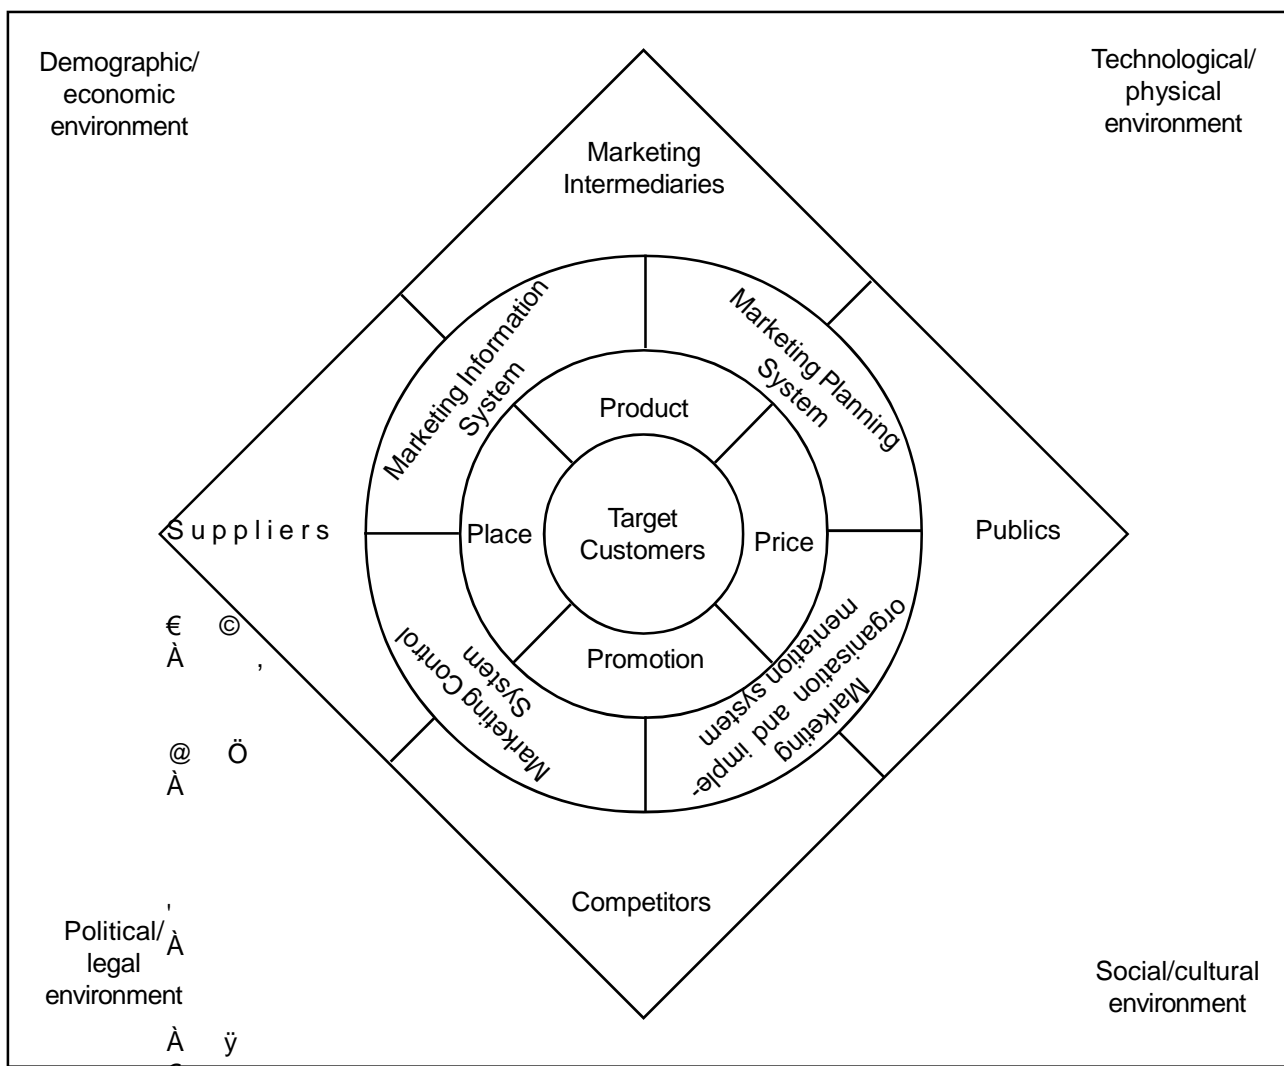 Demographic/
economic
environment
Technological/
physical
environment
Marketing
Intermediaries
Marketing Information
System
Marketing Planning
System
Product
Suppliers
Place
Target
Customers
Price
Publics
Promotion
Marketing Control
System
Marketing
organisation and imple-
mentation system
€ ©
À ,
@ Ö
À
Competitors
'
À
Political/
legal
environment
Social/cultural
environment
À ÿ